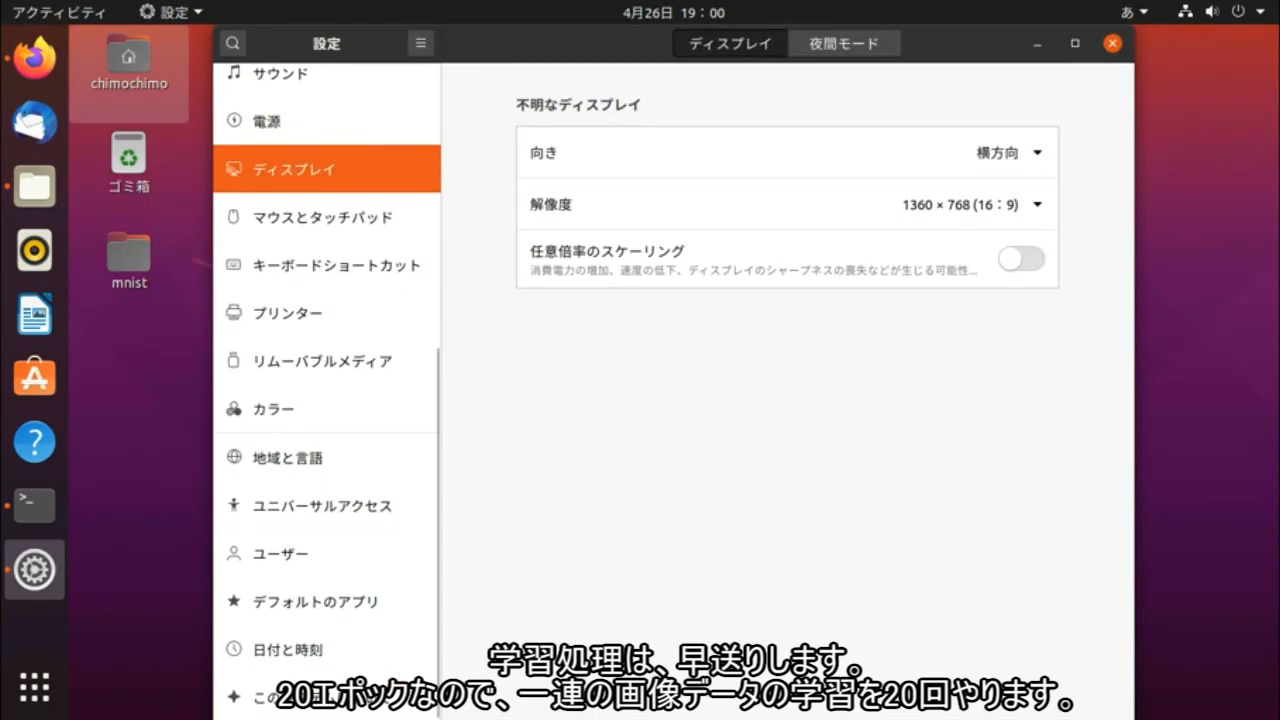 アクティビティ
設定
4月26日 19：00
あ
chimochimo
ゴミ箱
mnist
設定
サウンド
電源
ディスプレイ
マウスとタッチパッド
キーボードショートカット
プリンター
リムーバブルメディア
カラー
地域と言語
ユニバーサルアクセス
ユーザー
デフォルトのアプリ
日付と時刻
ディスプレイ
夜間モード
不明なディスプレイ
向き
横方向
解像度
1360 × 768 (16：9)
任意倍率のスケーリング
消費電力の増加、速度の低下、ディスプレイのシャープネスの喪失などが生じる可能性...
学習処理は、早送りします。
20エポックなので、一連の画像データの学習を20回やります。